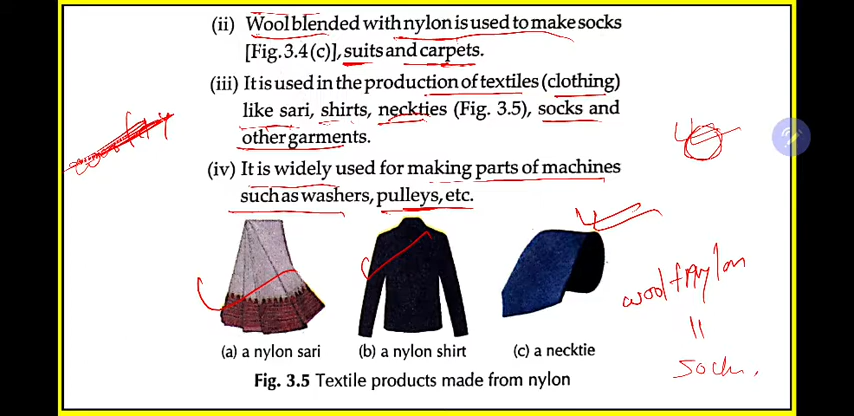 (ii) Wool blended with nylon is used to make socks
[Fig. 3.4 (c)], suits and carpets.
(iii) It is used in the production of textiles (clothing)
like sari, shirts, neckties (Fig. 3.5), socks and
other garments.
(iv) It is widely used for making parts of machines
such as washers, pulleys, etc.
(a) a nylon sari (b) a nylon shirt (c) a necktie
Fig. 3.5 Textile products made from nylon
wool + nylon
=